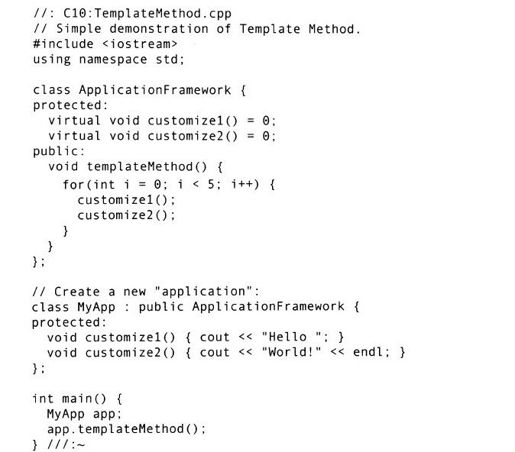 //: C10:TemplateMethod.cpp
// Simple demonstration of Template Method.
#include <iostream>
using namespace std;

class ApplicationFramework {
protected:
  virtual void customize1() = 0;
  virtual void customize2() = 0;
public:
  void templateMethod() {
    for(int i = 0; i < 5; i++) {
      customize1();
      customize2();
    }
  }
};

// Create a new "application":
class MyApp : public ApplicationFramework {
protected:
  void customize1() { cout << "Hello "; }
  void customize2() { cout << "World!" << endl; }
};

int main() {
  MyApp app;
  app.templateMethod();
} ///:~